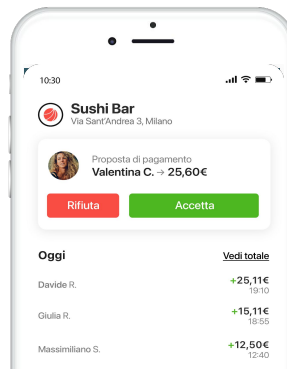 10:30
Sushi Bar
Via Sant'Andrea 3, Milano
Proposta di pagamento
Valentina C. → 25,60€
Rifiuta
Accetta
Oggi
Vedi totale
Davide R.
+25,11€
19:10
Giulia R.
+15,11€
18:55
Massimiliano S.
+12,50€
12:40